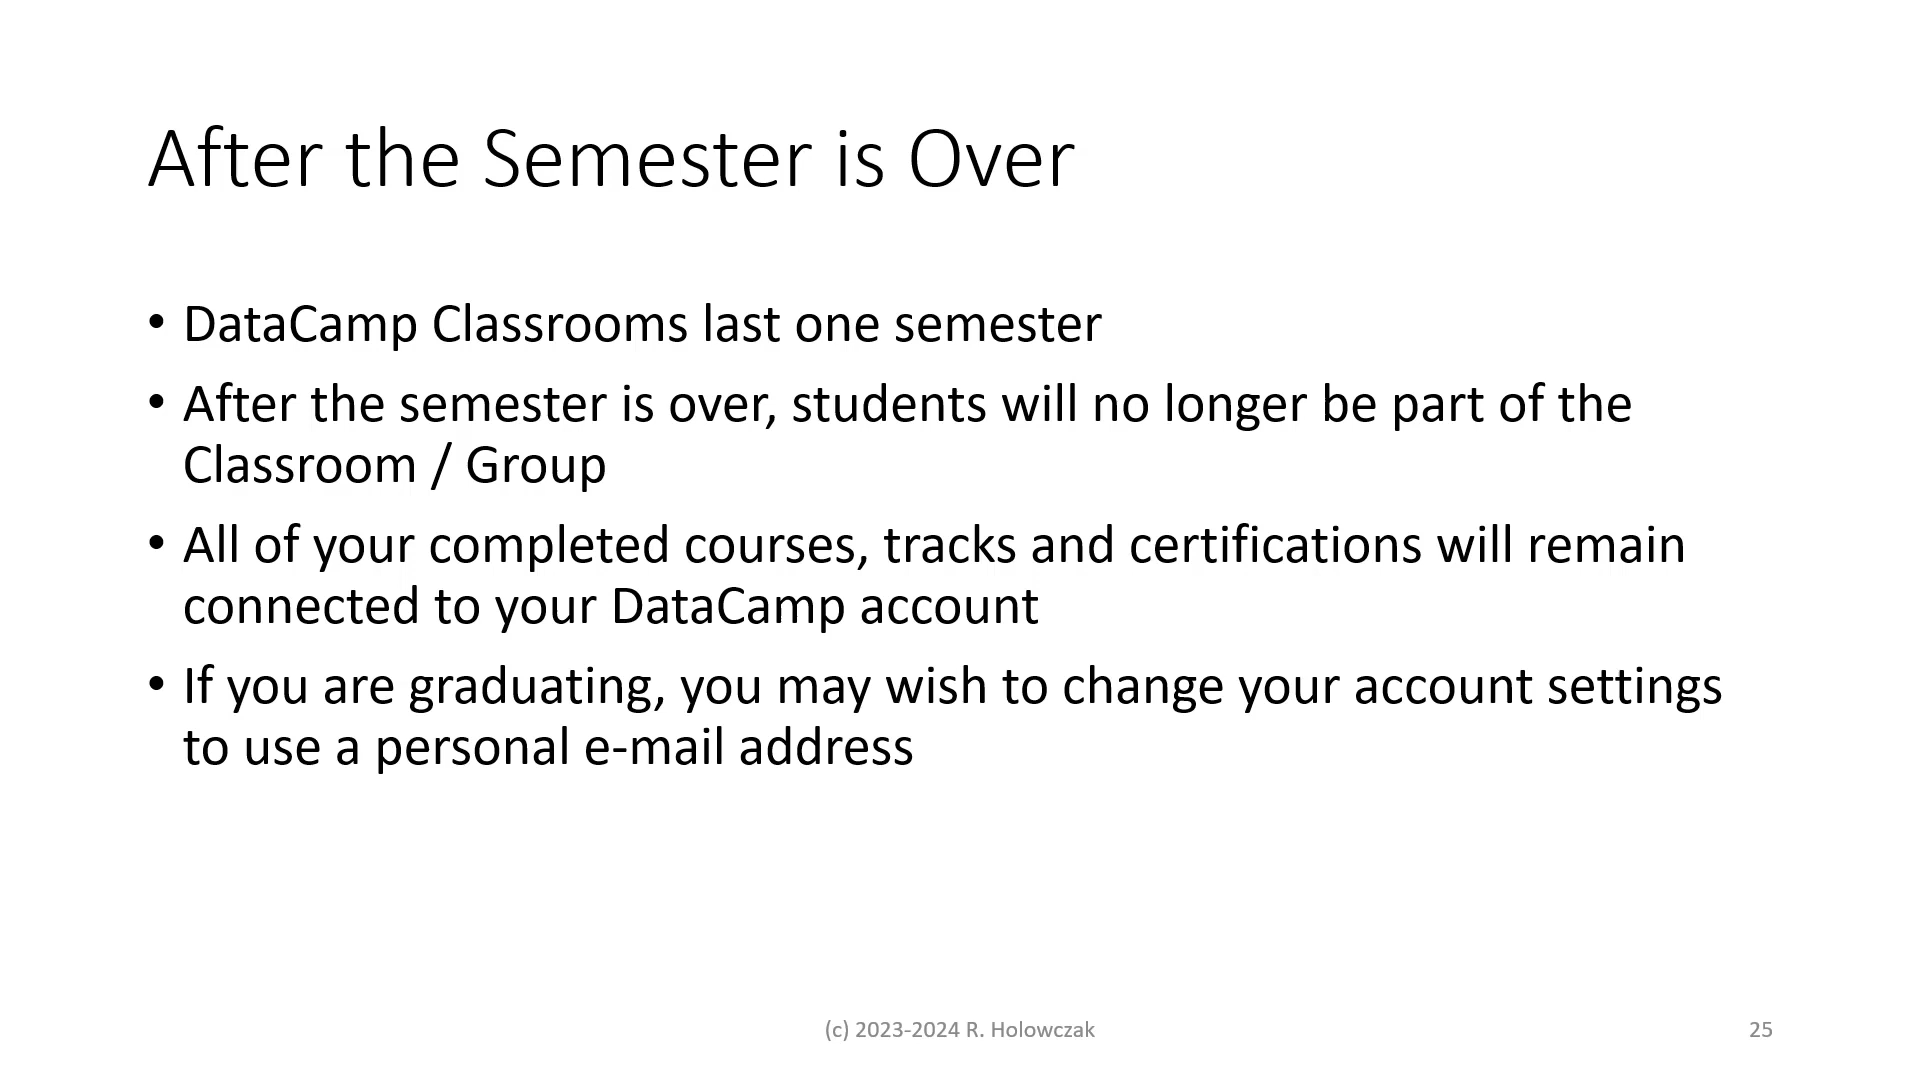 After the Semester is Over
• DataCamp Classrooms last one semester
• After the semester is over, students will no longer be part of the
Classroom / Group
• All of your completed courses, tracks and certifications will remain
connected to your DataCamp account
• If you are graduating, you may wish to change your account settings
to use a personal e-mail address
(c) 2023-2024 R. Holowczak
25